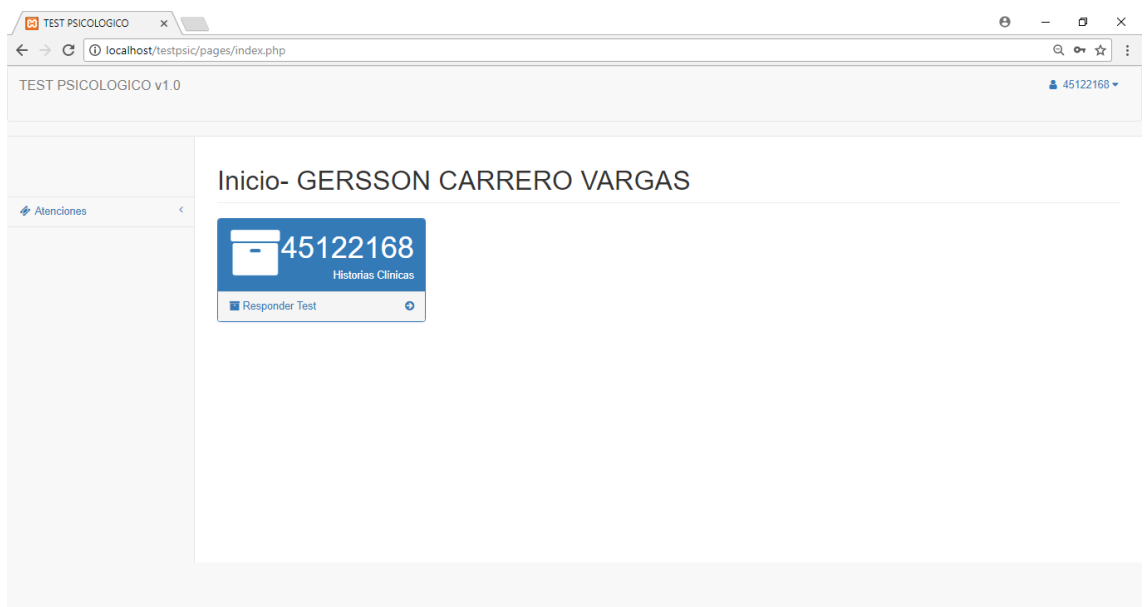 TEST PSICOLOGICO
localhost/testpsic/pages/index.php
TEST PSICOLOGICO v1.0
45122168
Inicio- GERSSON CARRERO VARGAS
Atenciones
45122168
Historias Clínicas
Responder Test